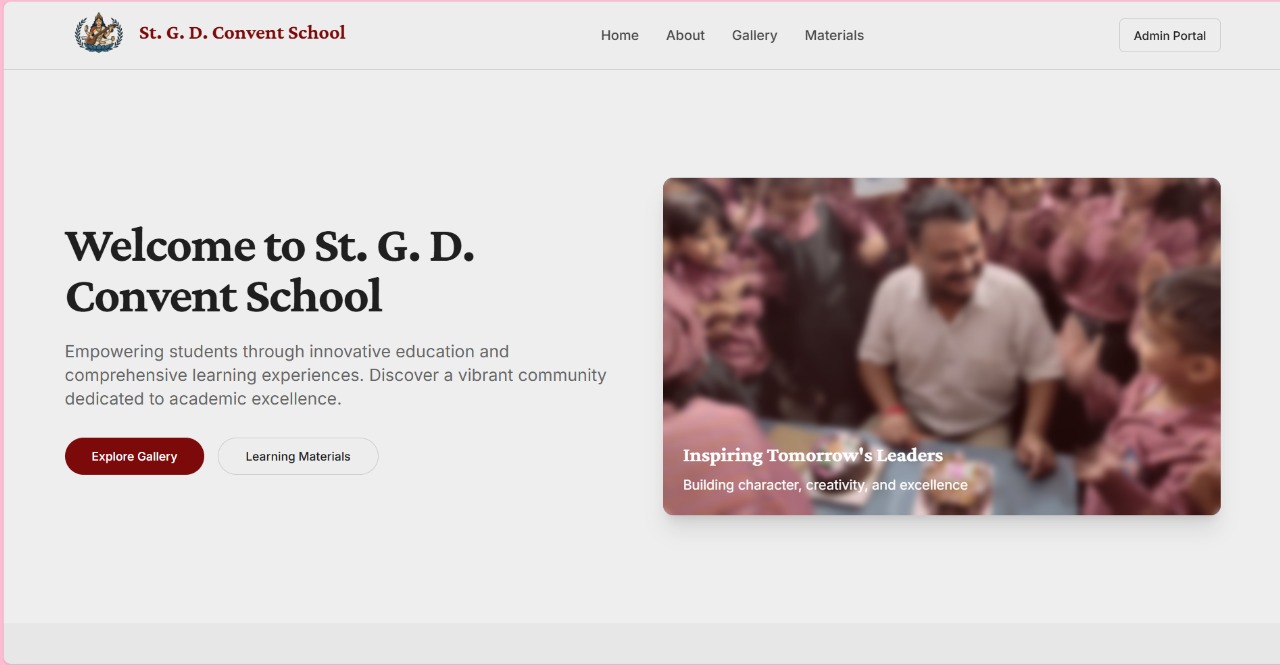 St. G. D. Convent School
Home
About
Gallery
Materials
Admin Portal
Welcome to St. G. D.
Convent School
Empowering students through innovative education and
comprehensive learning experiences. Discover a vibrant community
dedicated to academic excellence.
Explore Gallery
Learning Materials
Inspiring Tomorrow's Leaders
Building character, creativity, and excellence